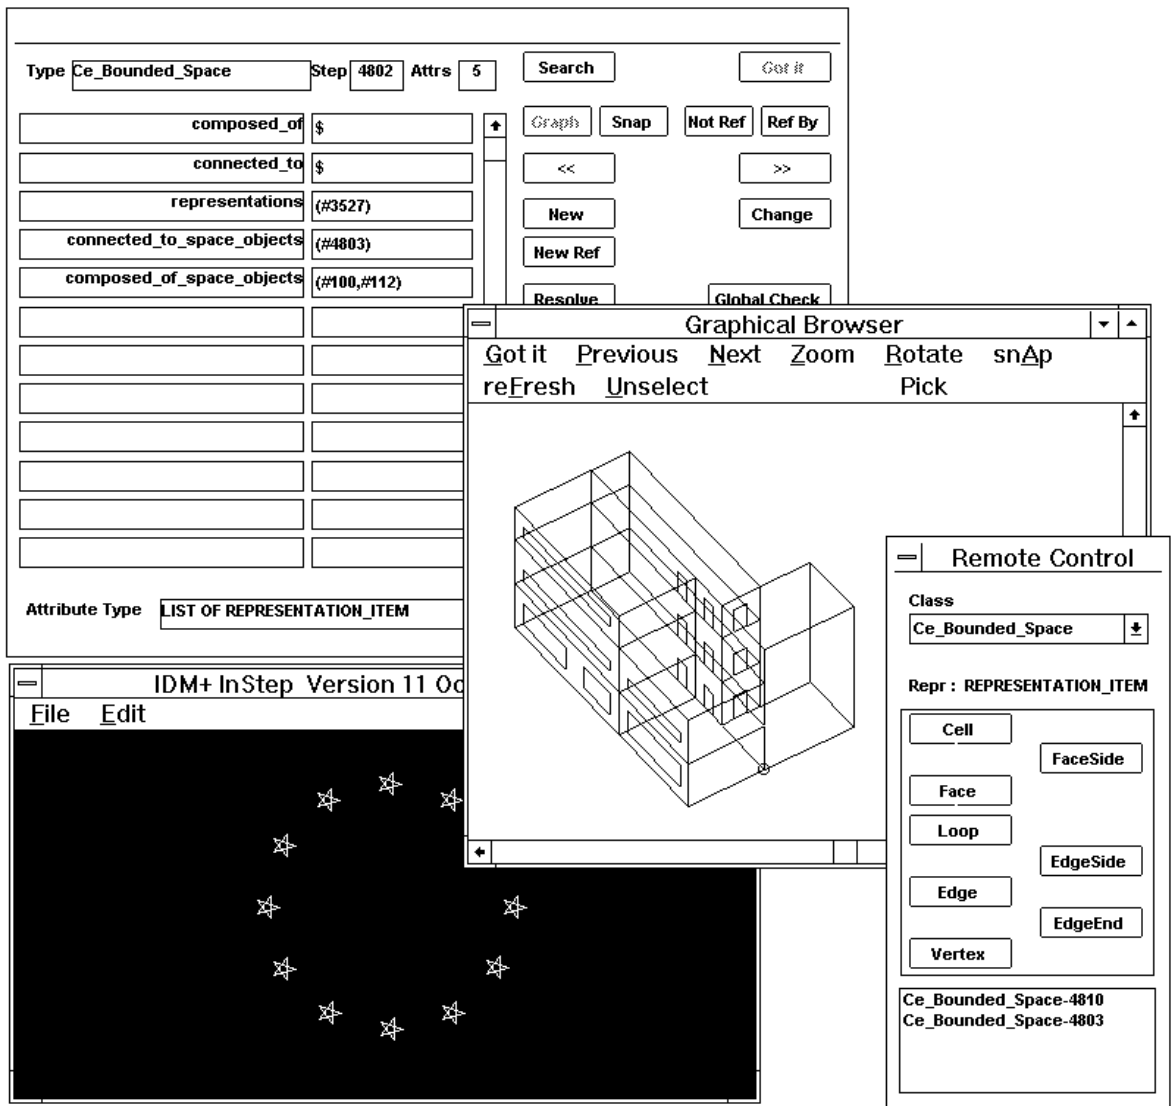 Type Ce_Bounded_Space Step 4802 Attrs 5 Search Got it
composed_of $ Graph Snap Not Ref Ref By
connected_to $ << >>
representations (#3527) New Change
connected_to_space_objects (#4803) New Ref
composed_of_space_objects (#100,#112) Resolve Global Check
Attribute Type LIST OF REPRESENTATION_ITEM
Graphical Browser
Got it Previous Next Zoom Rotate snAp
reFresh Unselect Pick
IDM+ InStep Version 11 Oc
File Edit
Remote Control
Class
Ce_Bounded_Space
Repr : REPRESENTATION_ITEM
Cell
FaceSide
Face
Loop
EdgeSide
Edge
EdgeEnd
Vertex
Ce_Bounded_Space-4810
Ce_Bounded_Space-4803